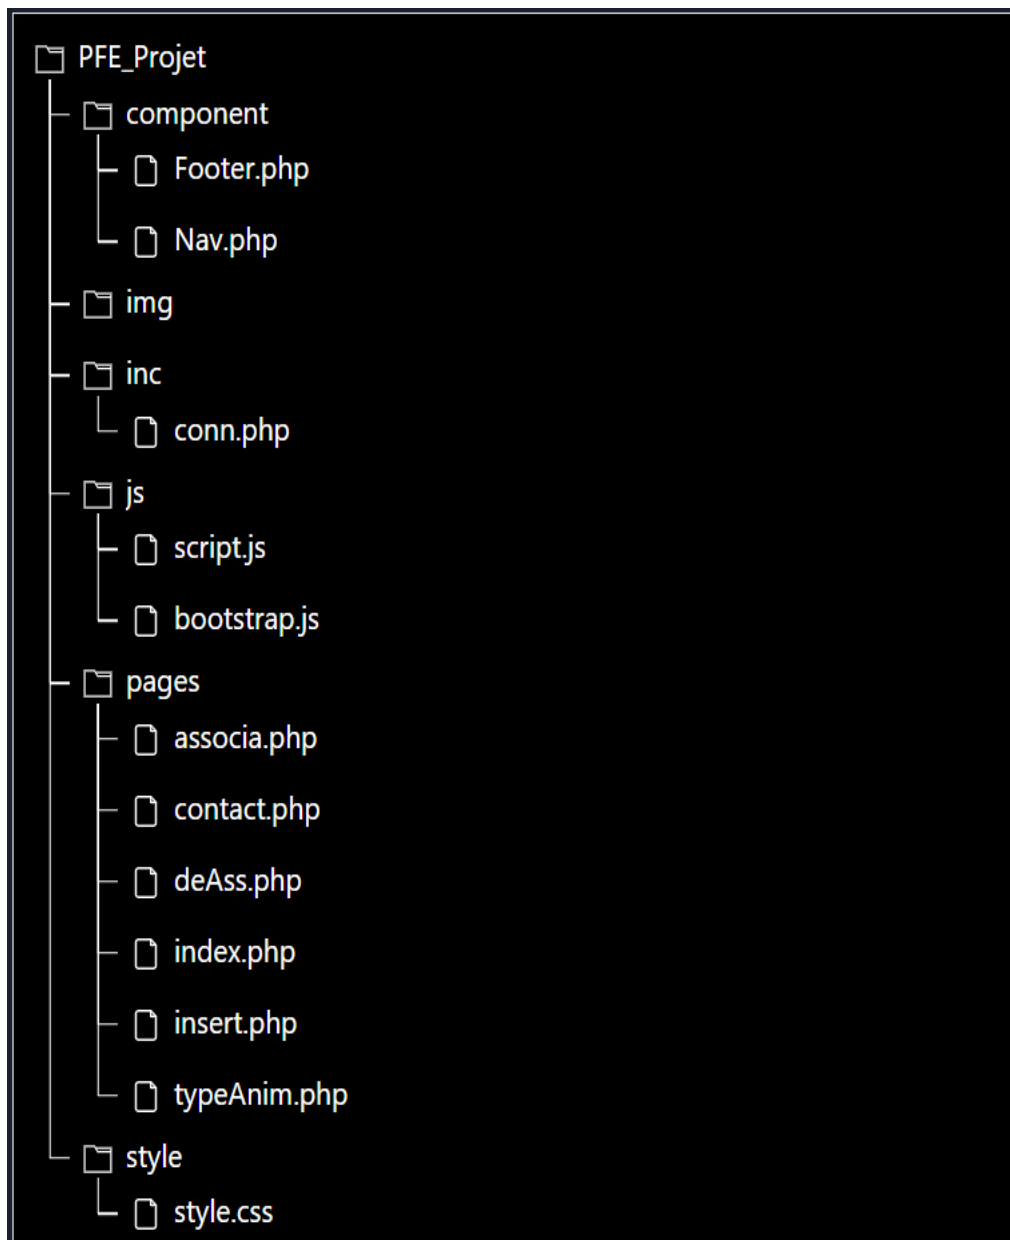 PFE_Projet
component
Footer.php
Nav.php
img
inc
conn.php
js
script.js
bootstrap.js
pages
associa.php
contact.php
deAss.php
index.php
insert.php
typeAnim.php
style
style.css